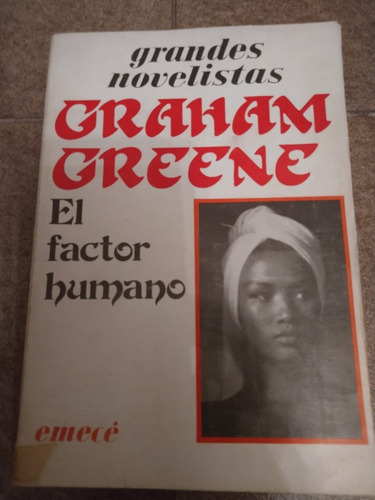 grandes
novelistas
GRAHAM
GREENE
El
factor
humano
emecé